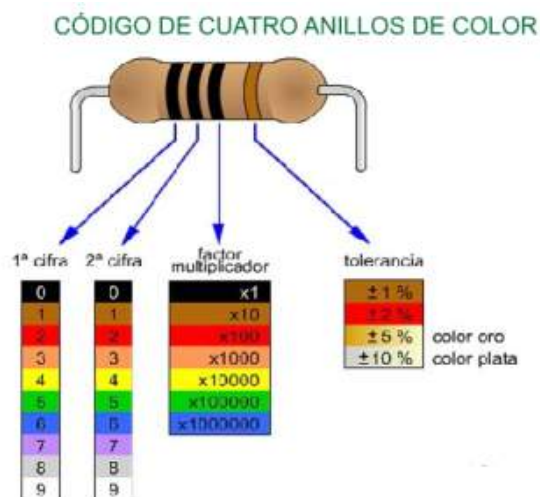 CÓDIGO DE CUATRO ANILLOS DE COLOR
1ª cifra 2ª cifra factor multiplicador tolerancia
0 0 x1 ±1 %
1 1 x10 ±2 %
2 2 x100 ±5 % color oro
3 3 x1000 ±10 % color plata
4 4 x10000
5 5 x100000
6 6 x1000000
7 7
8 8
9 9